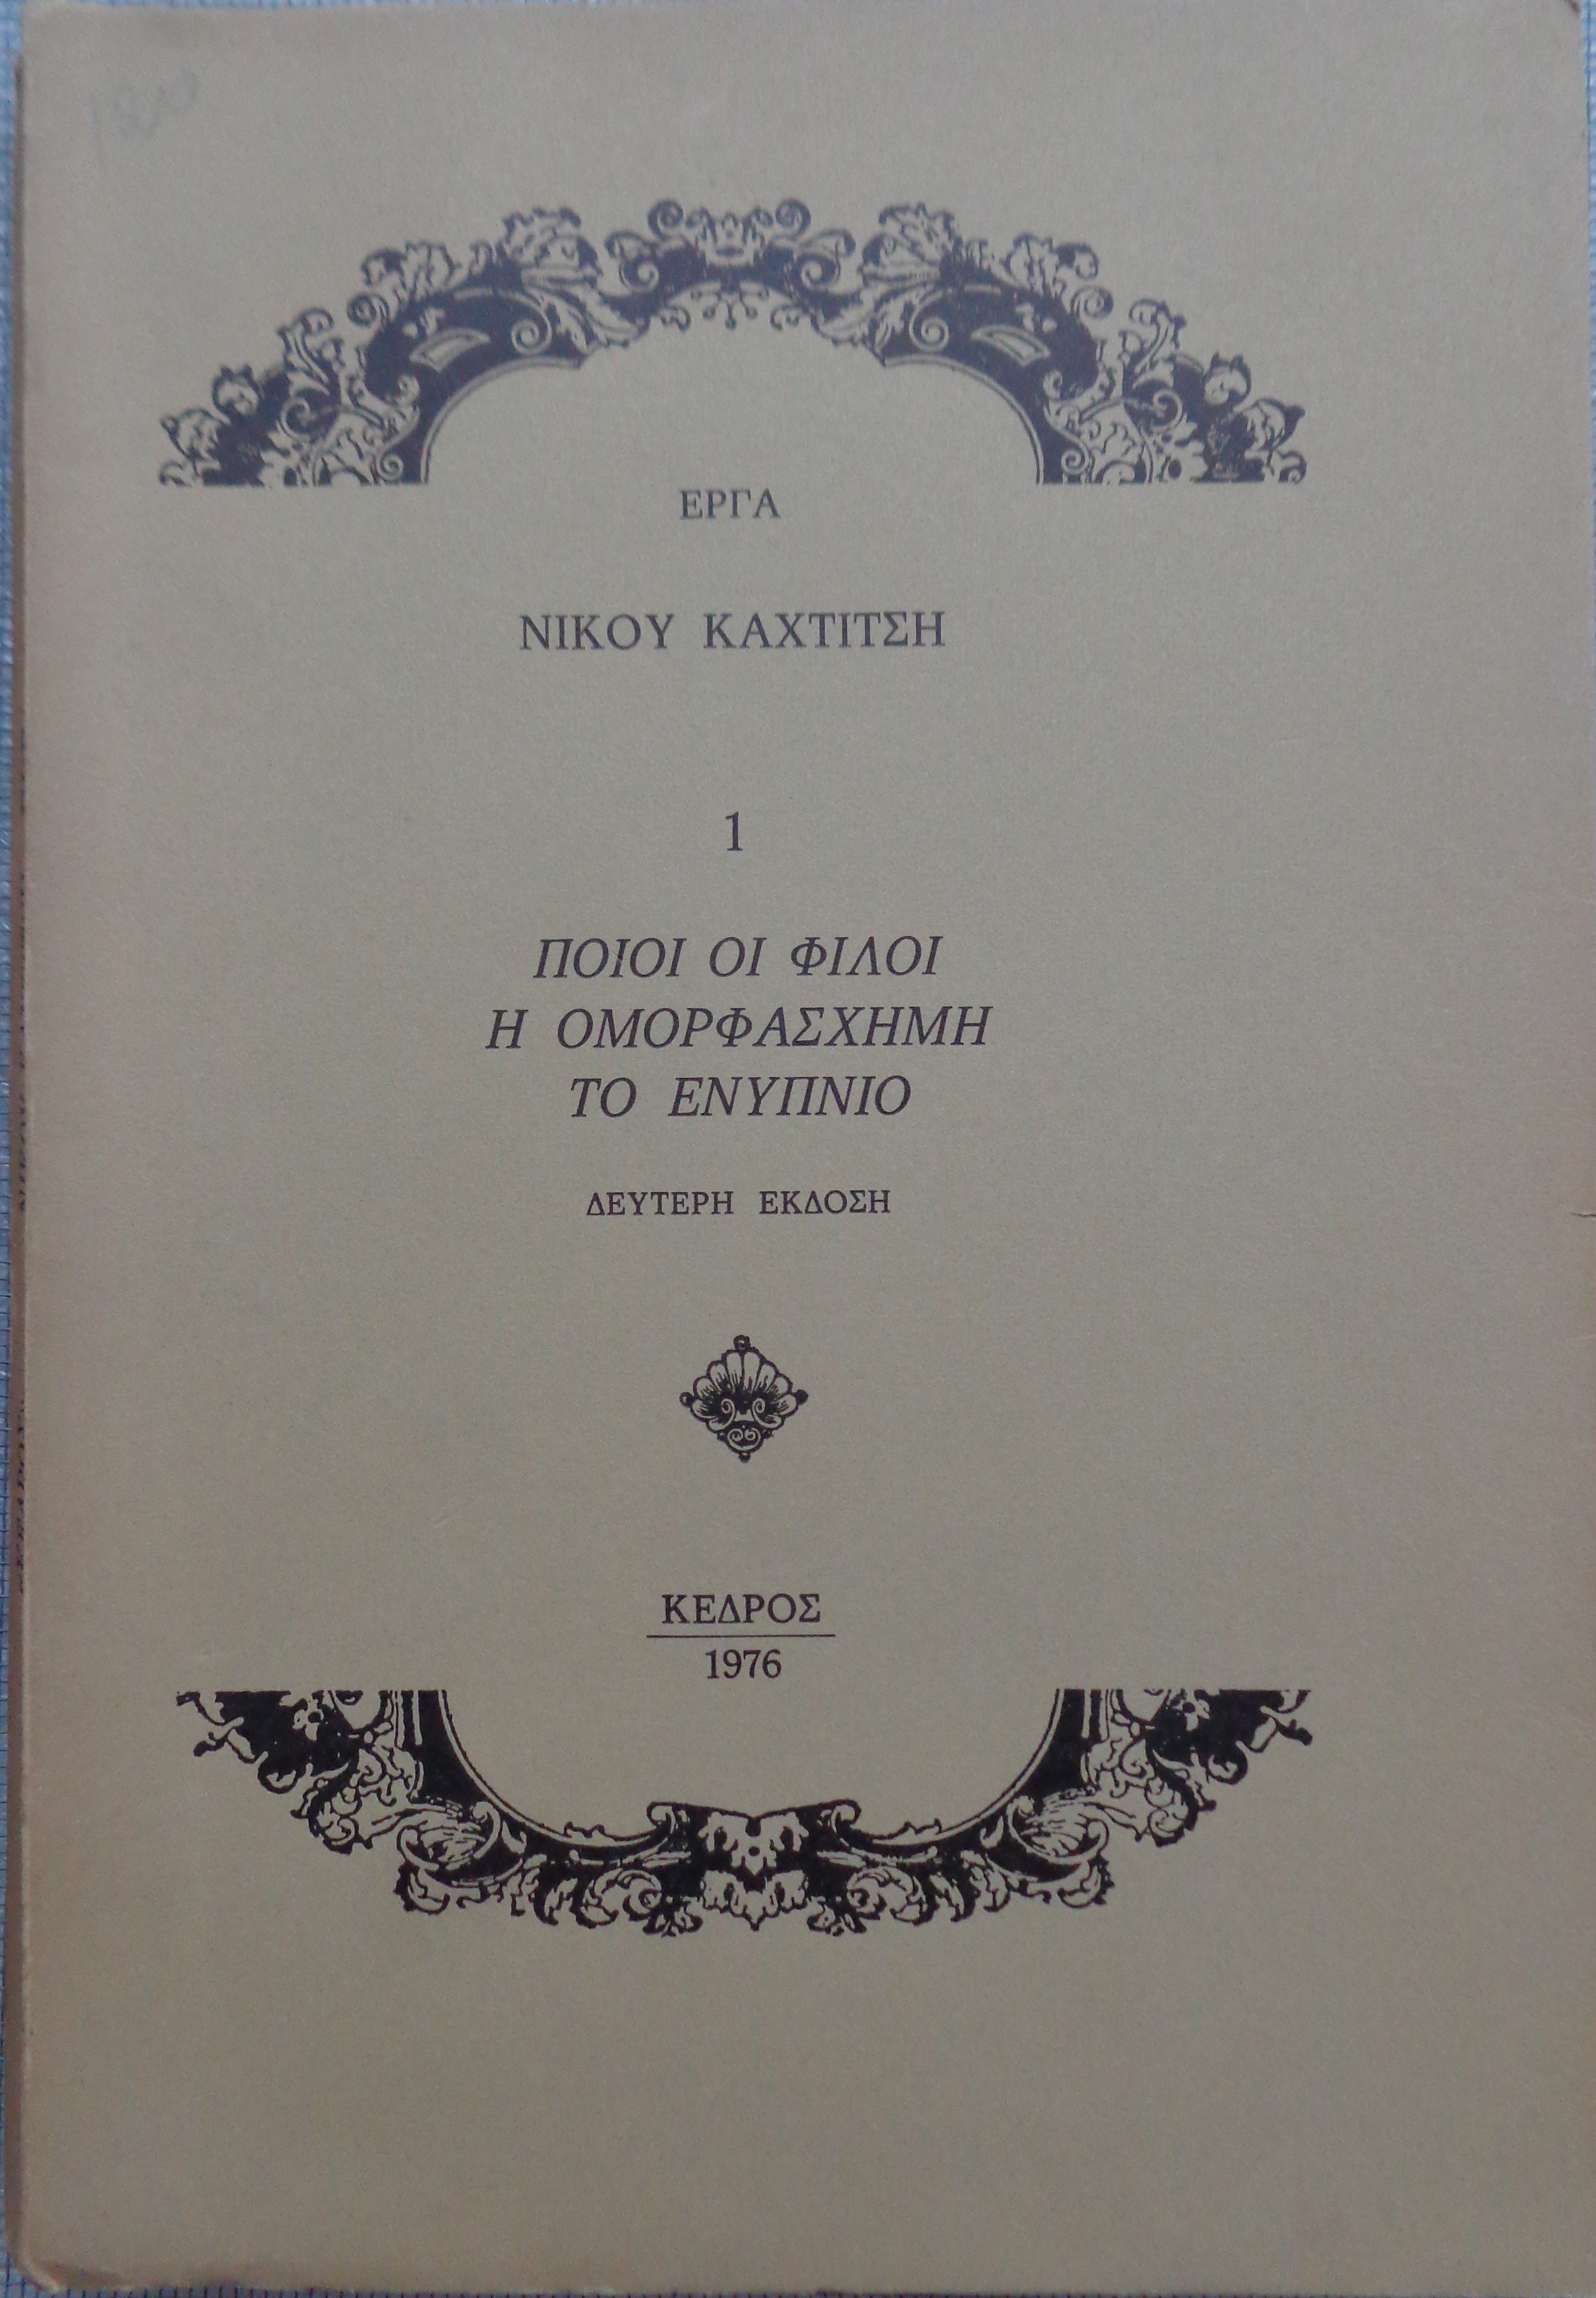 ΕΡΓΑ
ΝΙΚΟΥ ΚΑΧΤΙΤΣΗ
1
ΠΟΙΟΙ ΟΙ ΦΙΛΟΙ
Η ΟΜΟΡΦΑΣΧΗΜΗ
ΤΟ ΕΝΥΠΝΙΟ
ΔΕΥΤΕΡΗ ΕΚΔΟΣΗ
ΚΕΔΡΟΣ
1976